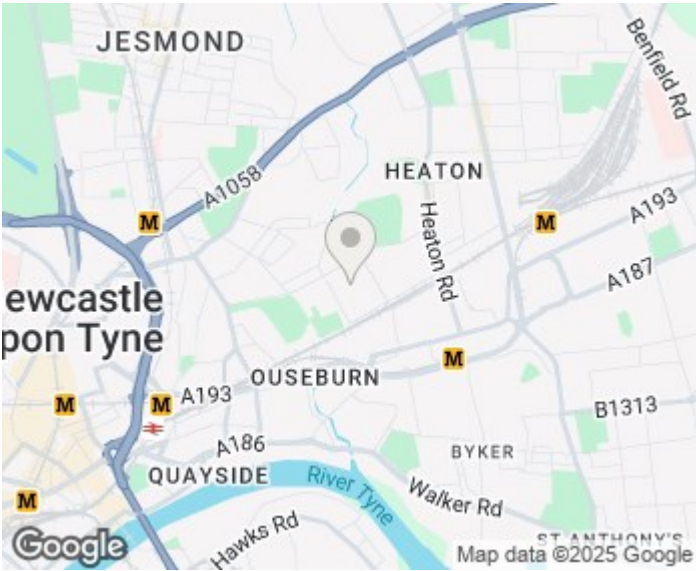 JESMOND
Benfield Rd
A1058
HEATON
M
M
A193
Heaton Rd
A187
ewcastle
pon Tyne
OUSEBURN
M
M
M
A193
B1313
A186
BYKER
QUAYSIDE
River Tyne
Walker Rd
M
Hawks Rd
ST ANTHONY'S
Google
Map data ©2025 Google